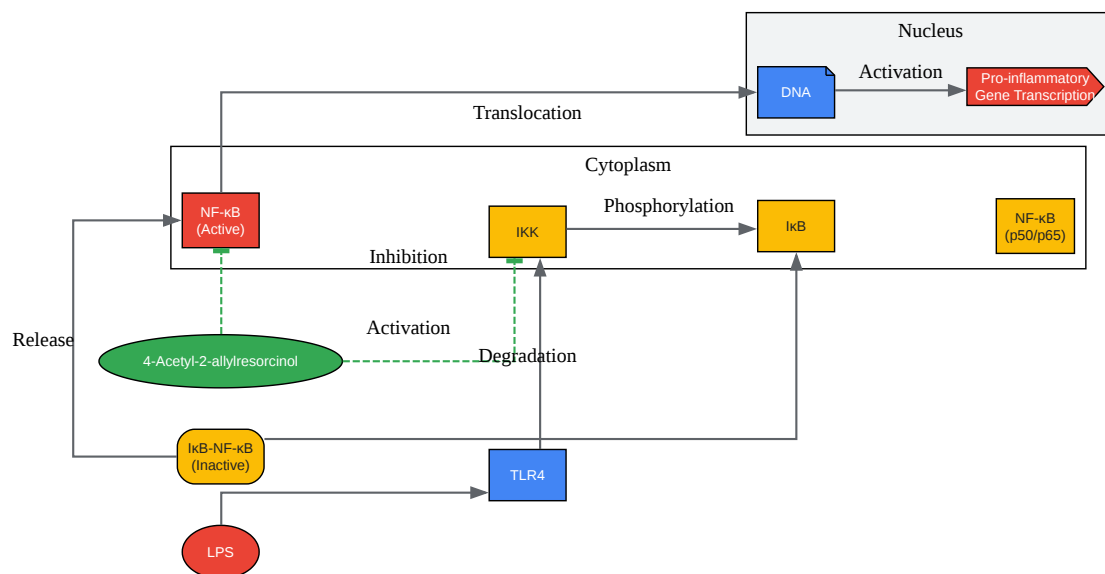 Nucleus
DNA
Activation
Pro-inflammatory
Gene Transcription
Translocation
Cytoplasm
NF-κB
(Active)
IKK
Phosphorylation
IκB
NF-κB
(p50/p65)
Inhibition
Release
Activation
4-Acetyl-2-allylresorcinol
Degradation
IκB-NF-κB
(Inactive)
TLR4
LPS